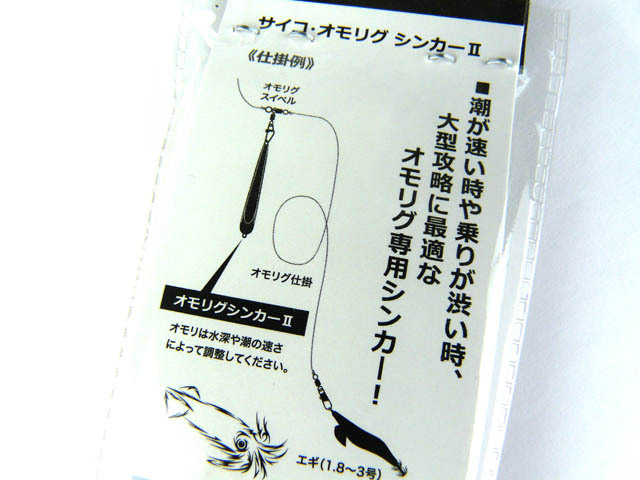 サイコ・オモリグ シンカーⅡ
《仕掛例》
オモリグ
スイベル
■潮が速い時や乗りが渋い時、
大型攻略に最適な
オモリグ専用シンカー！
オモリグ仕掛
オモリグシンカーⅡ
オモリは水深や潮の速さ
によって調整してください。
エギ(1.8〜3号)